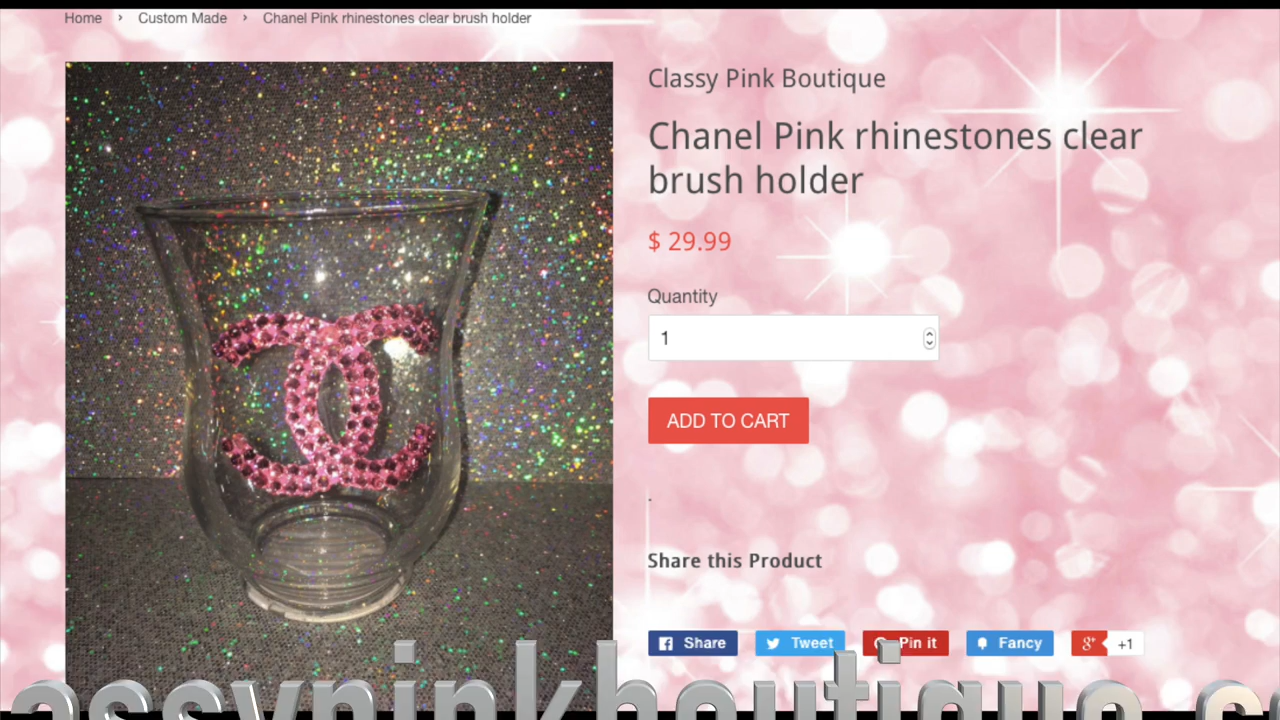 Home › Custom Made › Chanel Pink rhinestones clear brush holder
Classy Pink Boutique
Chanel Pink rhinestones clear
brush holder
$ 29.99
Quantity
1
ADD TO CART
.
Share this Product
Share Tweet Pin it Fancy g+ +1
assypinkboutique.c